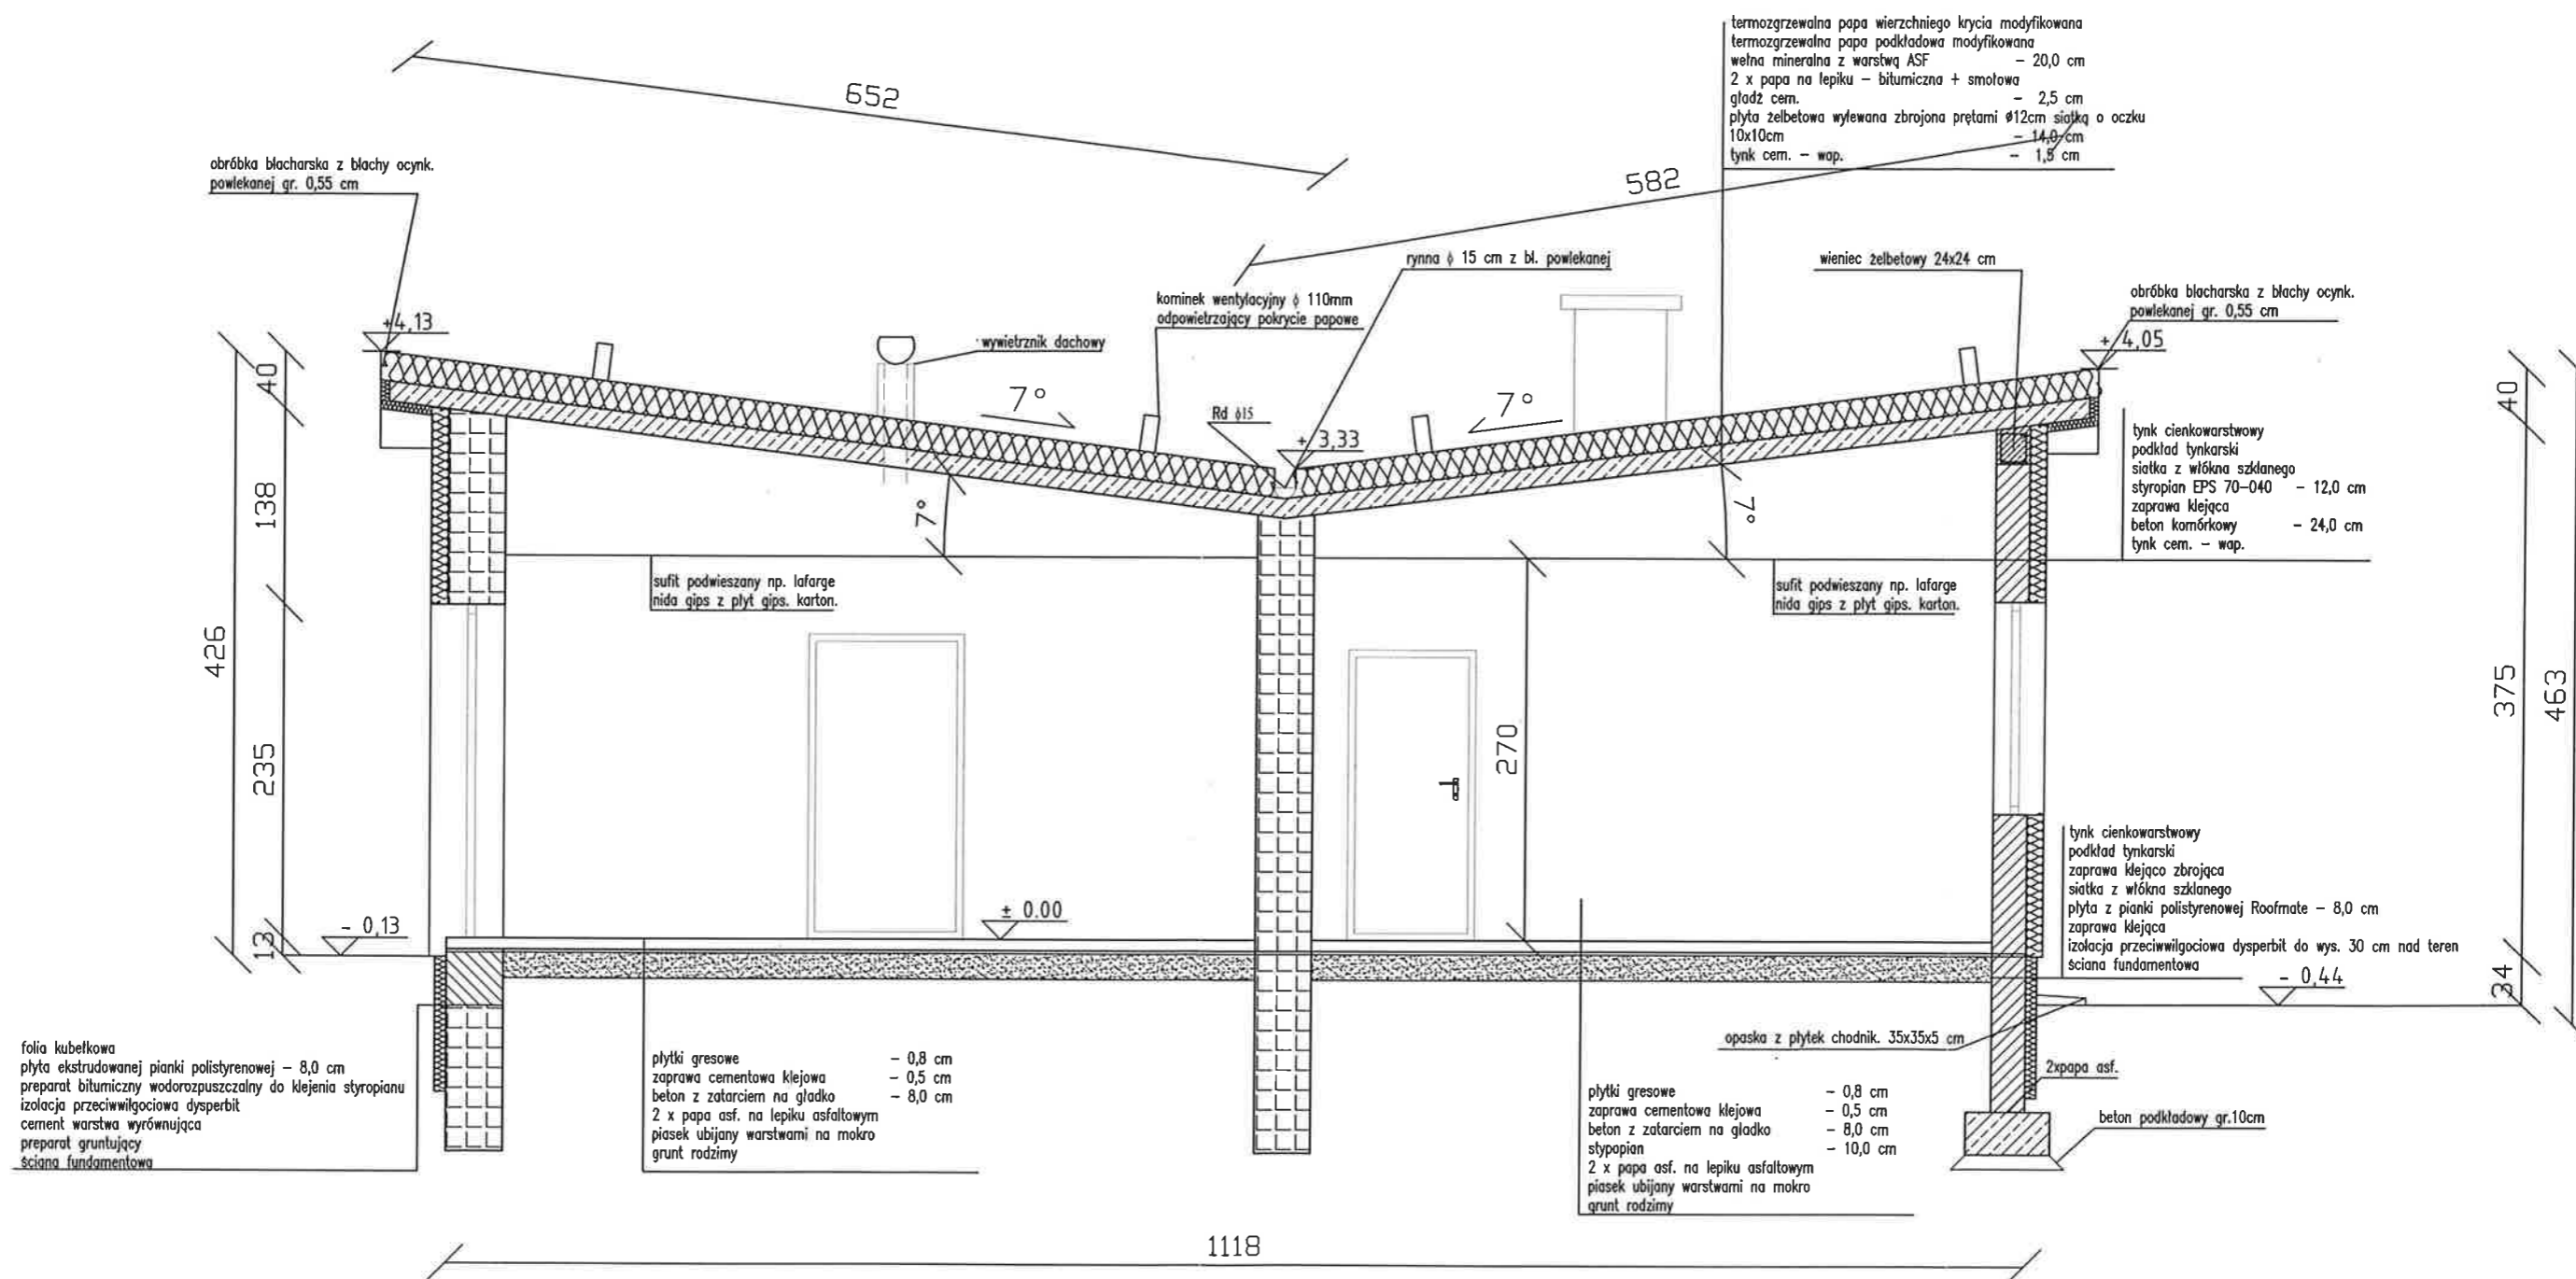 termozgrzewalna papa wierzchniego krycia modyfikowana
termozgrzewalna papa podkładowa modyfikowana
wełna mineralna z warstwą ASF - 20,0 cm
2 x papa na lepiku - bitumiczna + smołowa
gładź cem. - 2,5 cm
płyta żelbetowa wylewana zbrojona prętami ø12cm siatką o oczku
10x10cm - 14,0 cm
tynk cem. - wap. - 1,5 cm
652
582
obróbka blacharska z blachy ocynk.
powlekanej gr. 0,55 cm
rynna ϕ 15 cm z bl. powlekanej
wieniec żelbetowy 24x24 cm
kominek wentylacyjny ϕ 110mm
odpowietrzający pokrycie papowe
obróbka blacharska z blachy ocynk.
powlekanej gr. 0,55 cm
+4,13
wywietrznik dachowy
+ 4,05
40
7°
Rd ϕ15
7°
+ 3,33
40
138
7°
7°
tynk cienkowarstwowy
podkład tynkarski
siatka z włókna szklanego
styropian EPS 70-040 - 12,0 cm
zaprawa klejąca
beton komórkowy - 24,0 cm
tynk cem. - wap.
sufit podwieszany np. lafarge
nida gips z płyt gips. karton.
sufit podwieszany np. lafarge
nida gips z płyt gips. karton.
426
235
270
375
463
tynk cienkowarstwowy
podkład tynkarski
zaprawa klejąco zbrojąca
siatka z włókna szklanego
płyta z pianki polistyrenowej Roofmate - 8,0 cm
zaprawa klejąca
izolacja przeciwwilgociowa dysperbit do wys. 30 cm nad teren
ściana fundamentowa
13
- 0,13
± 0.00
- 0,44
34
folia kubełkowa
płyta ekstrudowanej pianki polistyrenowej - 8,0 cm
preparat bitumiczny wodorozpuszczalny do klejenia styropianu
izolacja przeciwwilgociowa dysperbit
cement warstwa wyrównująca
preparat gruntujący
ściana fundamentowa
płytki gresowe - 0,8 cm
zaprawa cementowa klejowa - 0,5 cm
beton z zatarciem na gładko - 8,0 cm
2 x papa asf. na lepiku asfaltowym
piasek ubijany warstwami na mokro
grunt rodzimy
opaska z płytek chodnik. 35x35x5 cm
płytki gresowe - 0,8 cm
zaprawa cementowa klejowa - 0,5 cm
beton z zatarciem na gładko - 8,0 cm
stypopian - 10,0 cm
2 x papa asf. na lepiku asfaltowym
piasek ubijany warstwami na mokro
grunt rodzimy
2xpapa asf.
beton podkładowy gr.10cm
1118